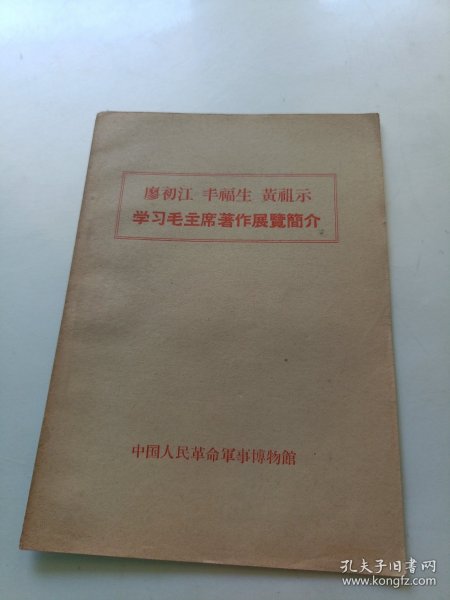 廖初江 丰福生 黃祖示
学习毛主席著作展覽簡介
中囯人民革命軍事博物館
孔夫子旧书网
www.kongfz.com